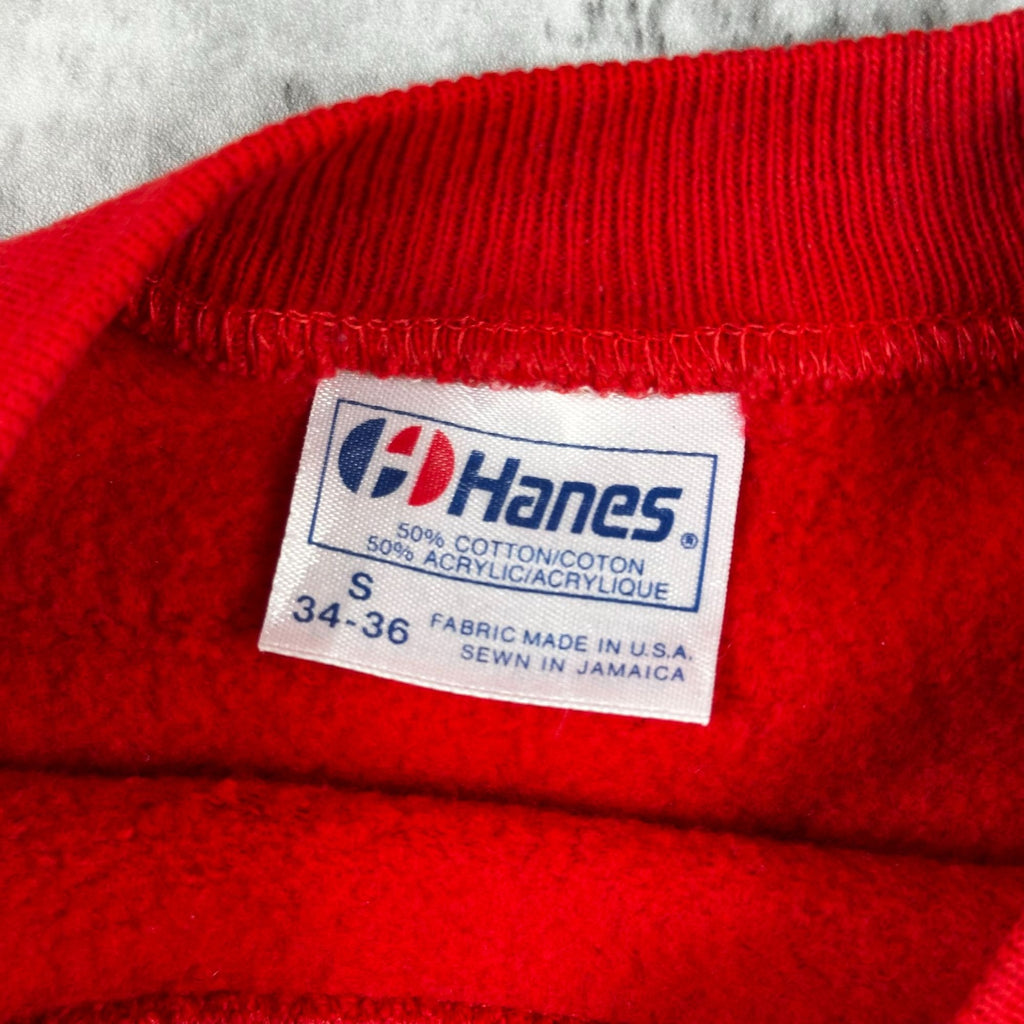 Hanes®
50% COTTON/COTON
50% ACRYLIC/ACRYLIQUE
S
34-36
FABRIC MADE IN U.S.A.
SEWN IN JAMAICA